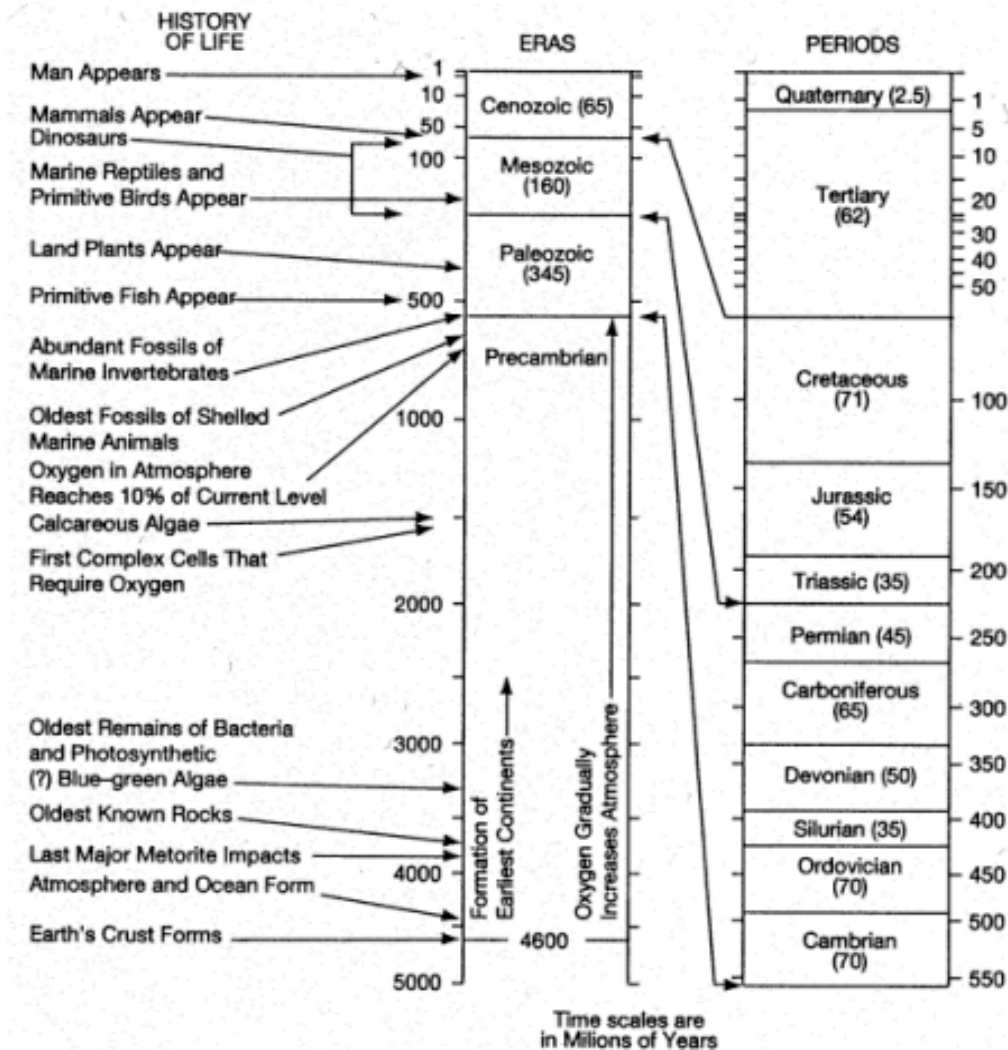 HISTORY
OF LIFE
Man Appears
Mammals Appear
Dinosaurs
Marine Reptiles and
Primitive Birds Appear
Land Plants Appear
Primitive Fish Appear
Abundant Fossils of
Marine Invertebrates
Oldest Fossils of Shelled
Marine Animals
Oxygen in Atmosphere
Reaches 10% of Current Level
Calcareous Algae
First Complex Cells That
Require Oxygen
Oldest Remains of Bacteria
and Photosynthetic
(?) Blue-green Algae
Oldest Known Rocks
Last Major Metorite Impacts
Atmosphere and Ocean Form
Earth's Crust Forms
ERAS
1
10
50
100
500
1000
2000
3000
4000
5000
Cenozoic (65)
Mesozoic
(160)
Paleozoic
(345)
Precambrian
Formation of
Earliest Continents
Oxygen Gradually
Increases Atmosphere
4600
PERIODS
Quaternary (2.5)
Tertiary
(62)
Cretaceous
(71)
Jurassic
(54)
Triassic (35)
Permian (45)
Carboniferous
(65)
Devonian (50)
Silurian (35)
Ordovician
(70)
Cambrian
(70)
1
5
10
20
30
40
50
100
150
200
250
300
350
400
450
500
550
Time scales are
in Milions of Years